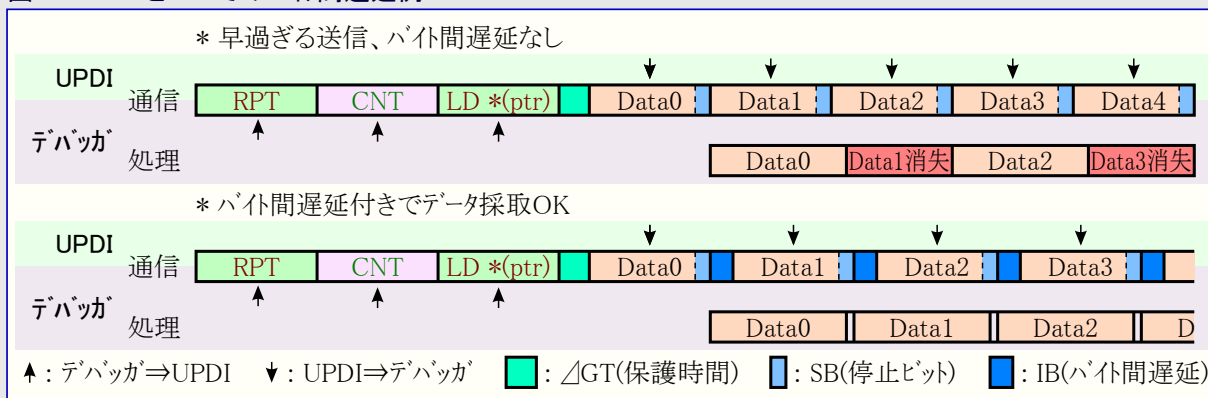 * 早過ぎる送信、バイト間遅延なし
UPDI
通信 RPT CNT LD *(ptr) Data0 Data1 Data2 Data3 Data4
デバッガ
処理 Data0 Data1消失 Data2 Data3消失
* バイト間遅延付きでデータ採取OK
UPDI
通信 RPT CNT LD *(ptr) Data0 Data1 Data2 Data3
デバッガ
処理 Data0 Data1 Data2 D
↑ : デバッガ⇒UPDI ↓ : UPDI⇒デバッガ : ⊿GT(保護時間) : SB(停止ビット) : IB(バイト間遅延)